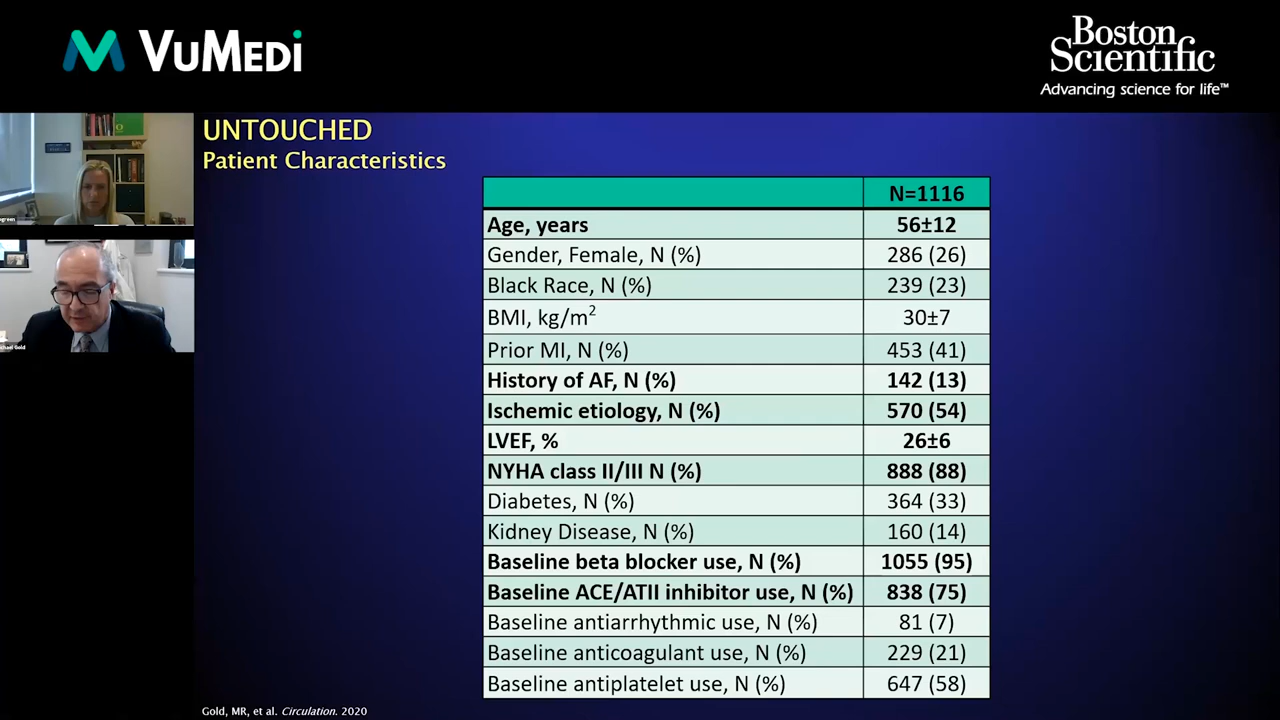 VUMEDI
Boston
Scientific
Advancing science for life™
UNTOUCHED
Patient Characteristics
N=1116
Age, years 56±12
Gender, Female, N (%) 286 (26)
Black Race, N (%) 239 (23)
BMI, kg/m² 30±7
Prior MI, N (%) 453 (41)
History of AF, N (%) 142 (13)
Ischemic etiology, N (%) 570 (54)
LVEF, % 26±6
NYHA class II/III N (%) 888 (88)
Diabetes, N (%) 364 (33)
Kidney Disease, N (%) 160 (14)
Baseline beta blocker use, N (%) 1055 (95)
Baseline ACE/ATII inhibitor use, N (%) 838 (75)
Baseline antiarrhythmic use, N (%) 81 (7)
Baseline anticoagulant use, N (%) 229 (21)
Baseline antiplatelet use, N (%) 647 (58)
Gold, MR, et al. Circulation. 2020